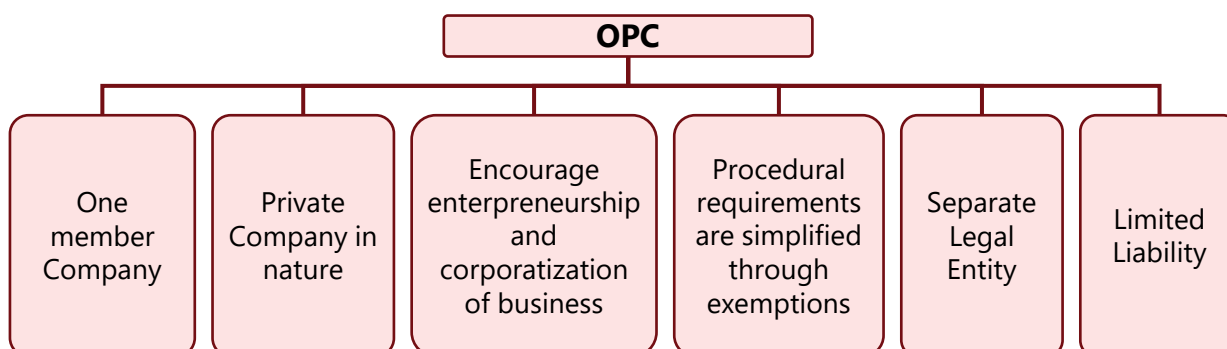 OPC
One
member
Company
Private
Company in
nature
Encourage
enterpreneurship
and
corporatization
of business
Procedural
requirements
are simplified
through
exemptions
Separate
Legal
Entity
Limited
Liability